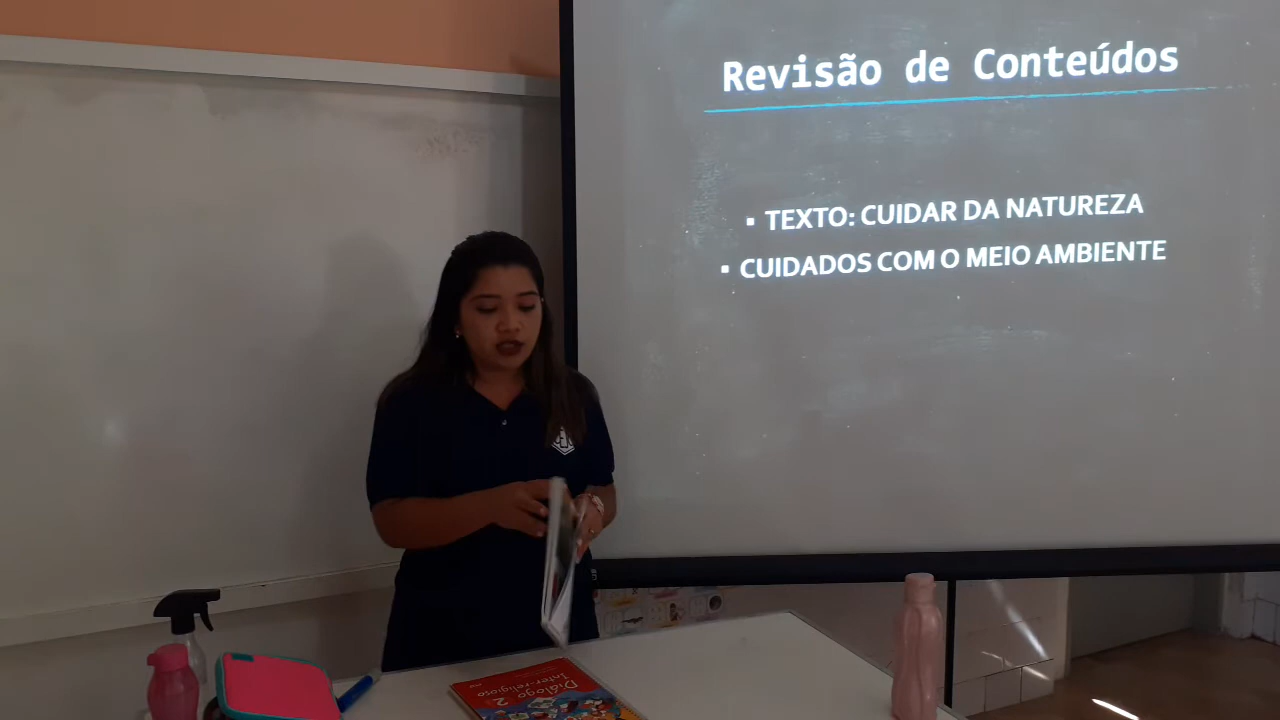 Revisão de Conteúdos
▪ TEXTO: CUIDAR DA NATUREZA
▪ CUIDADOS COM O MEIO AMBIENTE
Diálogo 2
Inter-religioso